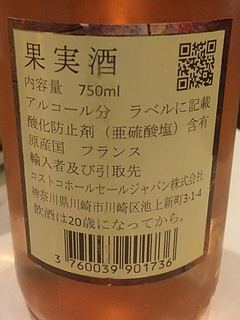 果実酒
内容量 750ml
アルコール分 ラベルに記載
酸化防止剤（亜硫酸塩）含有
原産国 フランス
輸入者及び引取先
コストコホールセールジャパン株式会社
神奈川県川崎市川崎区池上新町3-1-4
飲酒は20歳になってから。
3 760039 901736